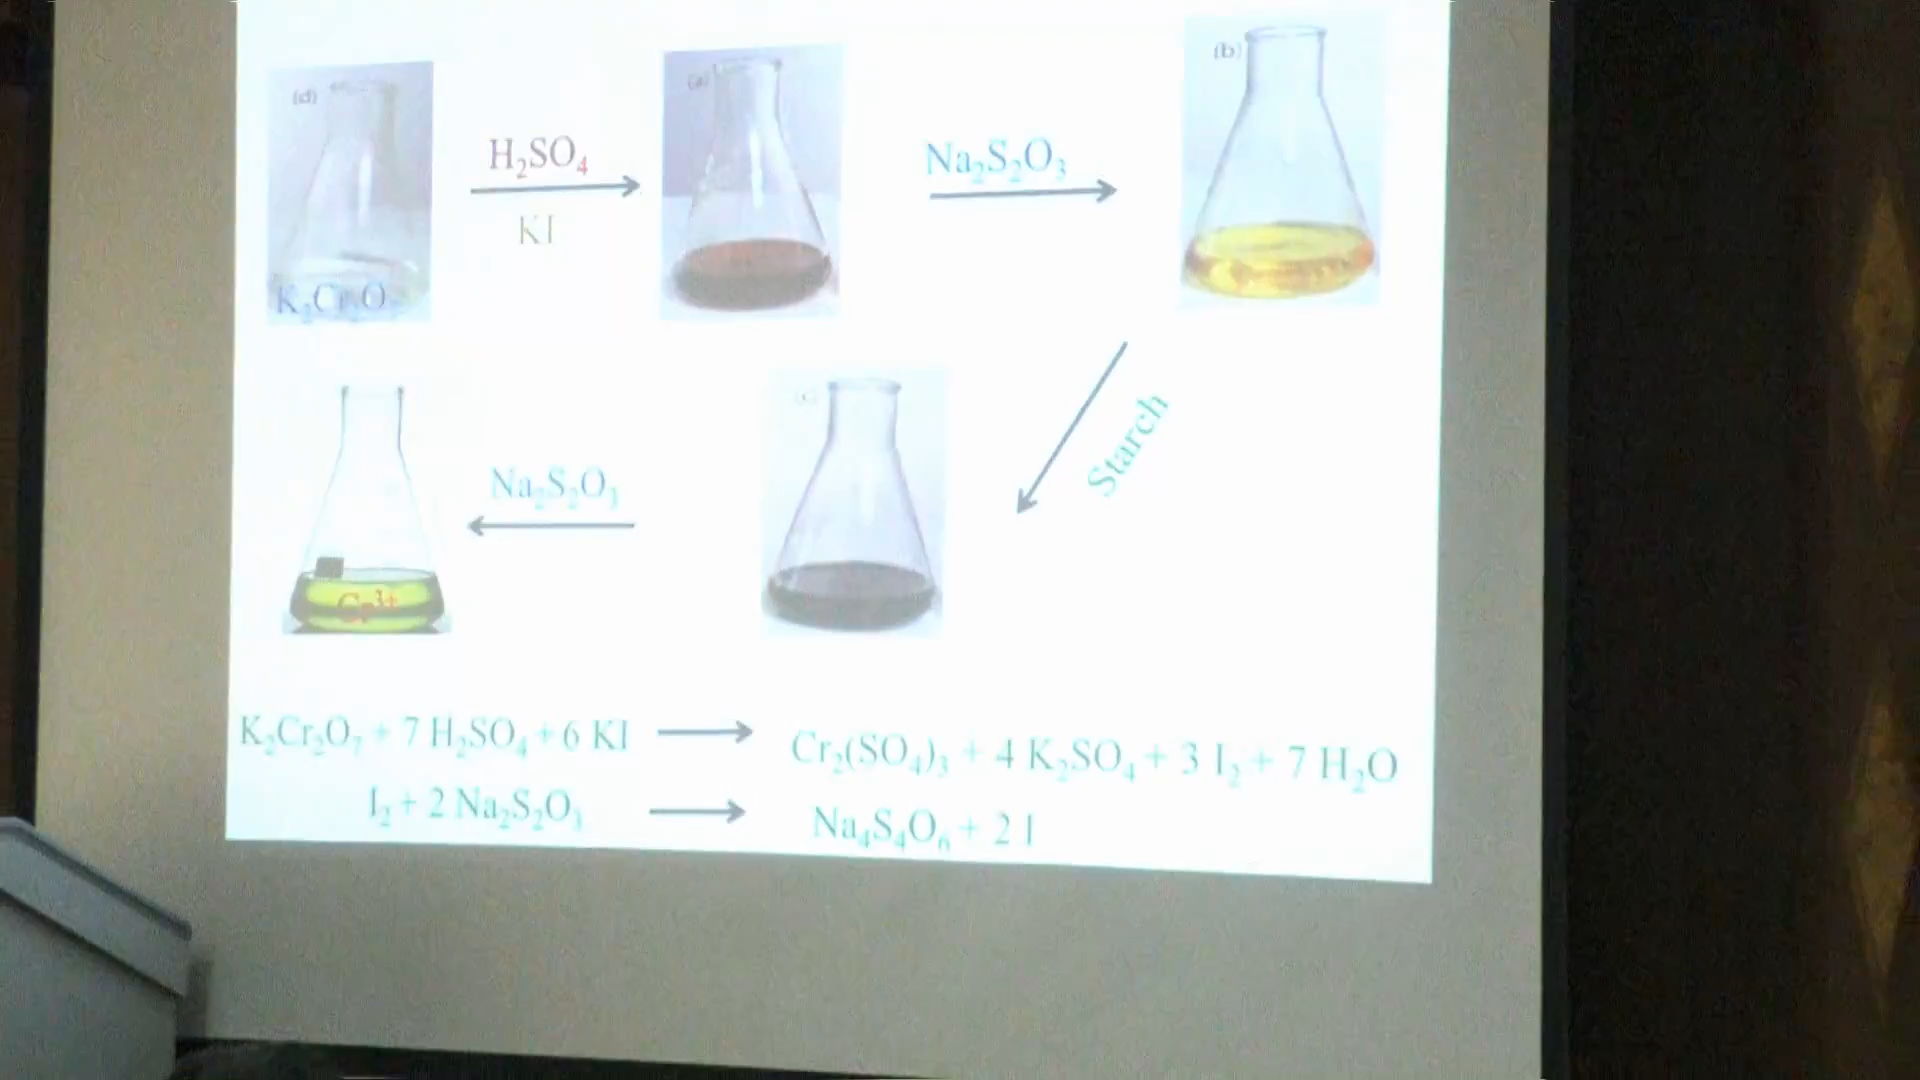 (d)
H₂SO₄
KI
K₂Cr₂O₇
(a)
Na₂S₂O₃
(b)
Starch
(c)
Na₂S₂O₃
Cr³⁺
K₂Cr₂O₇ + 7 H₂SO₄ + 6 KI → Cr₂(SO₄)₃ + 4 K₂SO₄ + 3 I₂ + 7 H₂O
I₂ + 2 Na₂S₂O₃ → Na₄S₄O₆ + 2 I